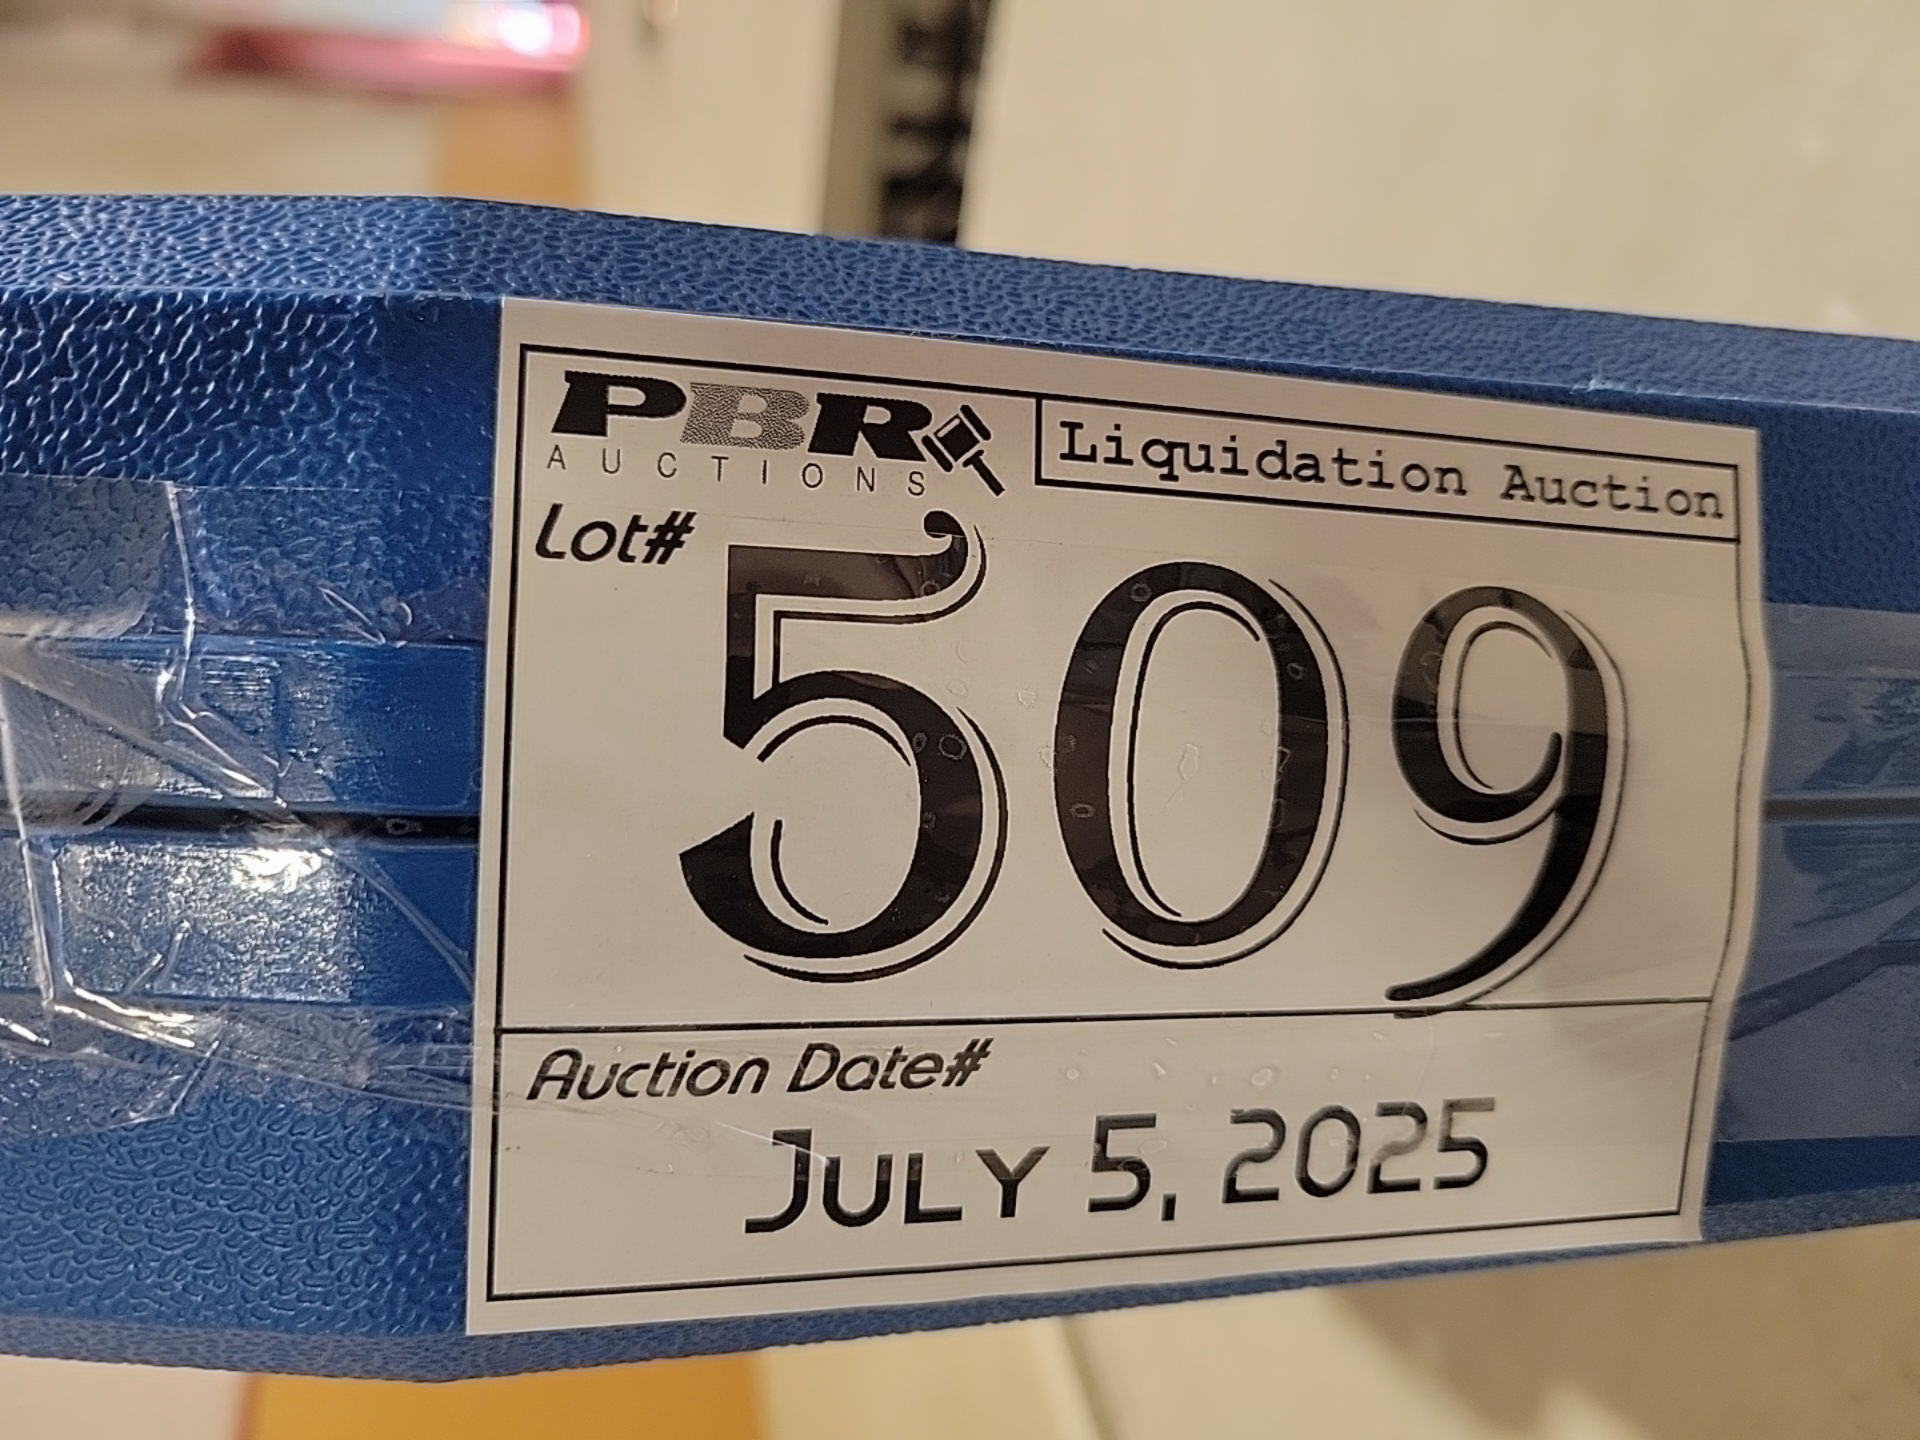 PBR
AUCTIONS
Liquidation Auction
Lot#
509
Auction Date#
JULY 5, 2025